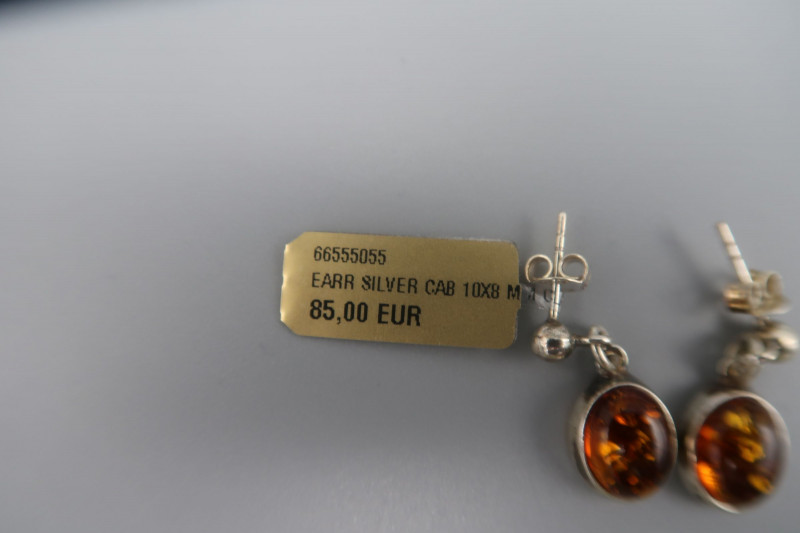 66555055
EARR SILVER CAB 10X8 M
85,00 EUR